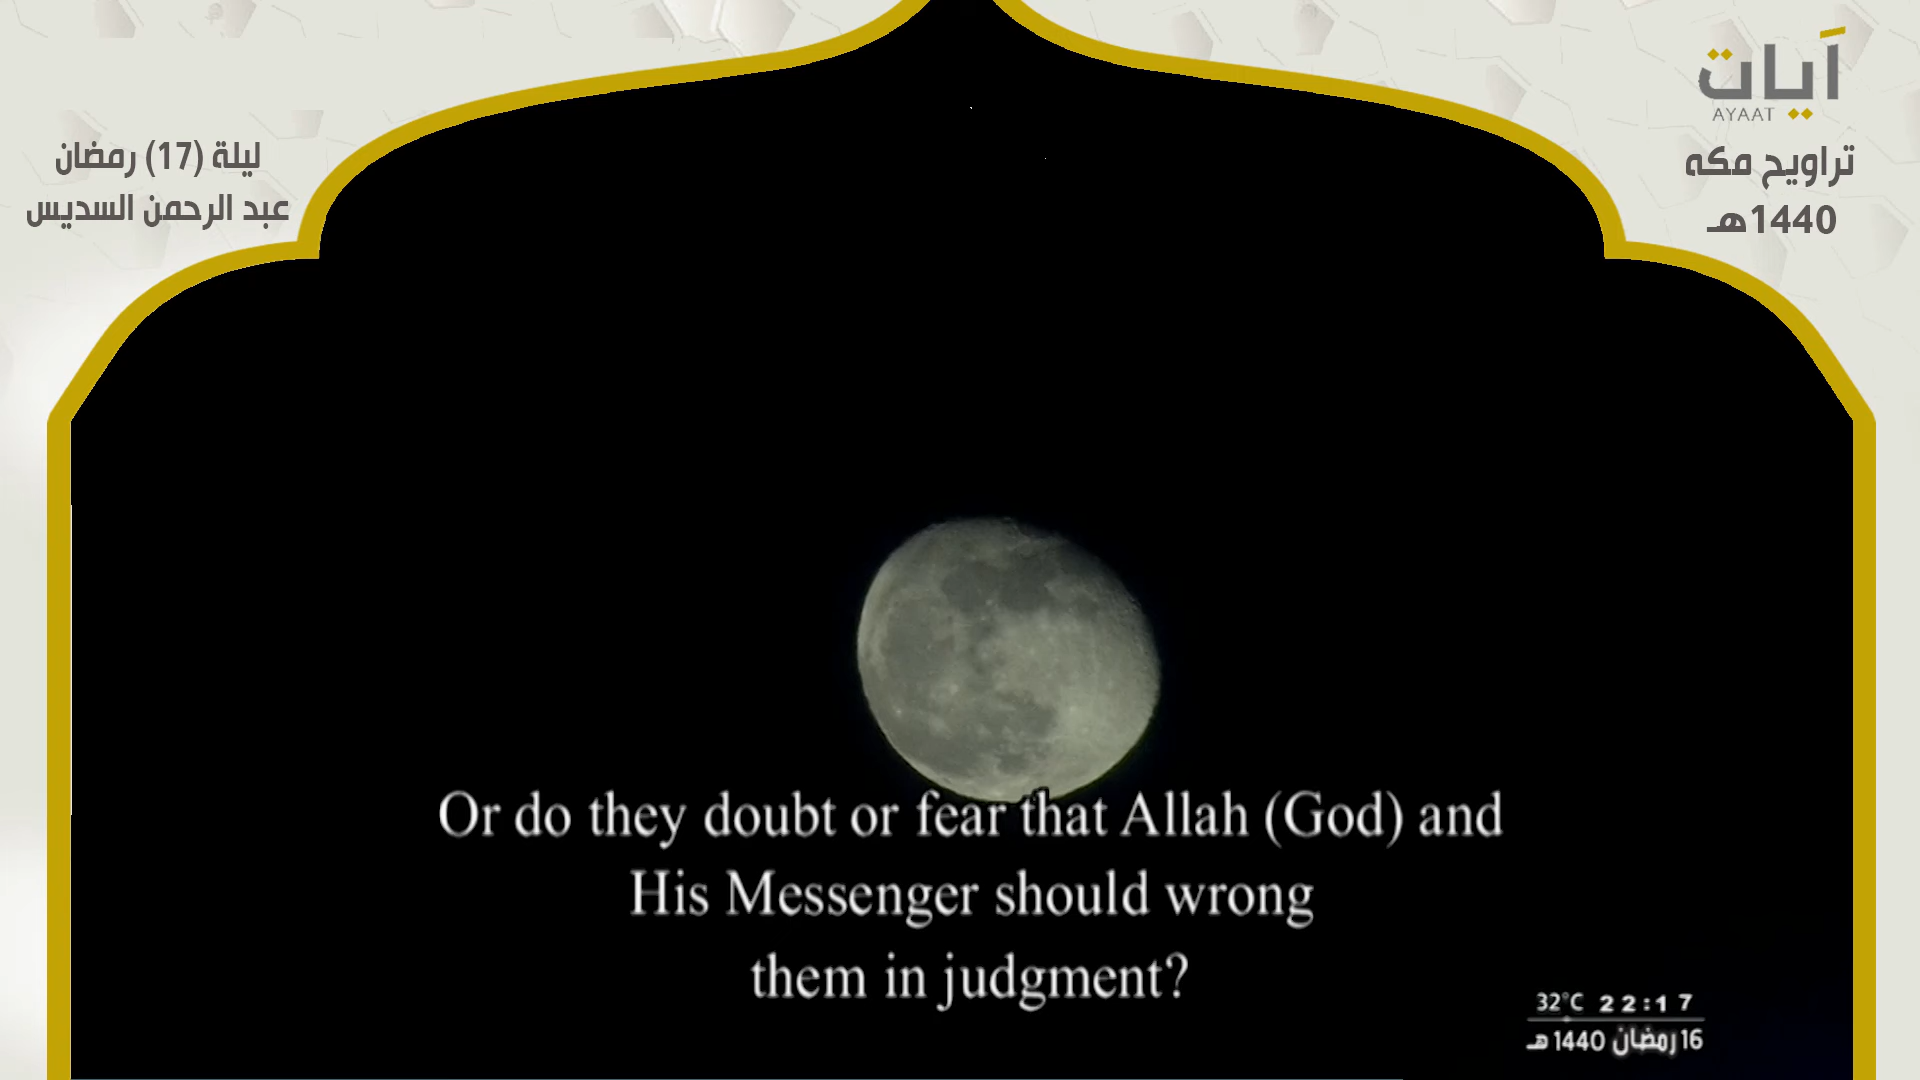 آيات
AYAAT
تراويح مكه
1440هـ
ليلة (17) رمضان
عبد الرحمن السديس
Or do they doubt or fear that Allah (God) and
His Messenger should wrong
them in judgment?
32°C 22:17
16 رمضان 1440 هـ